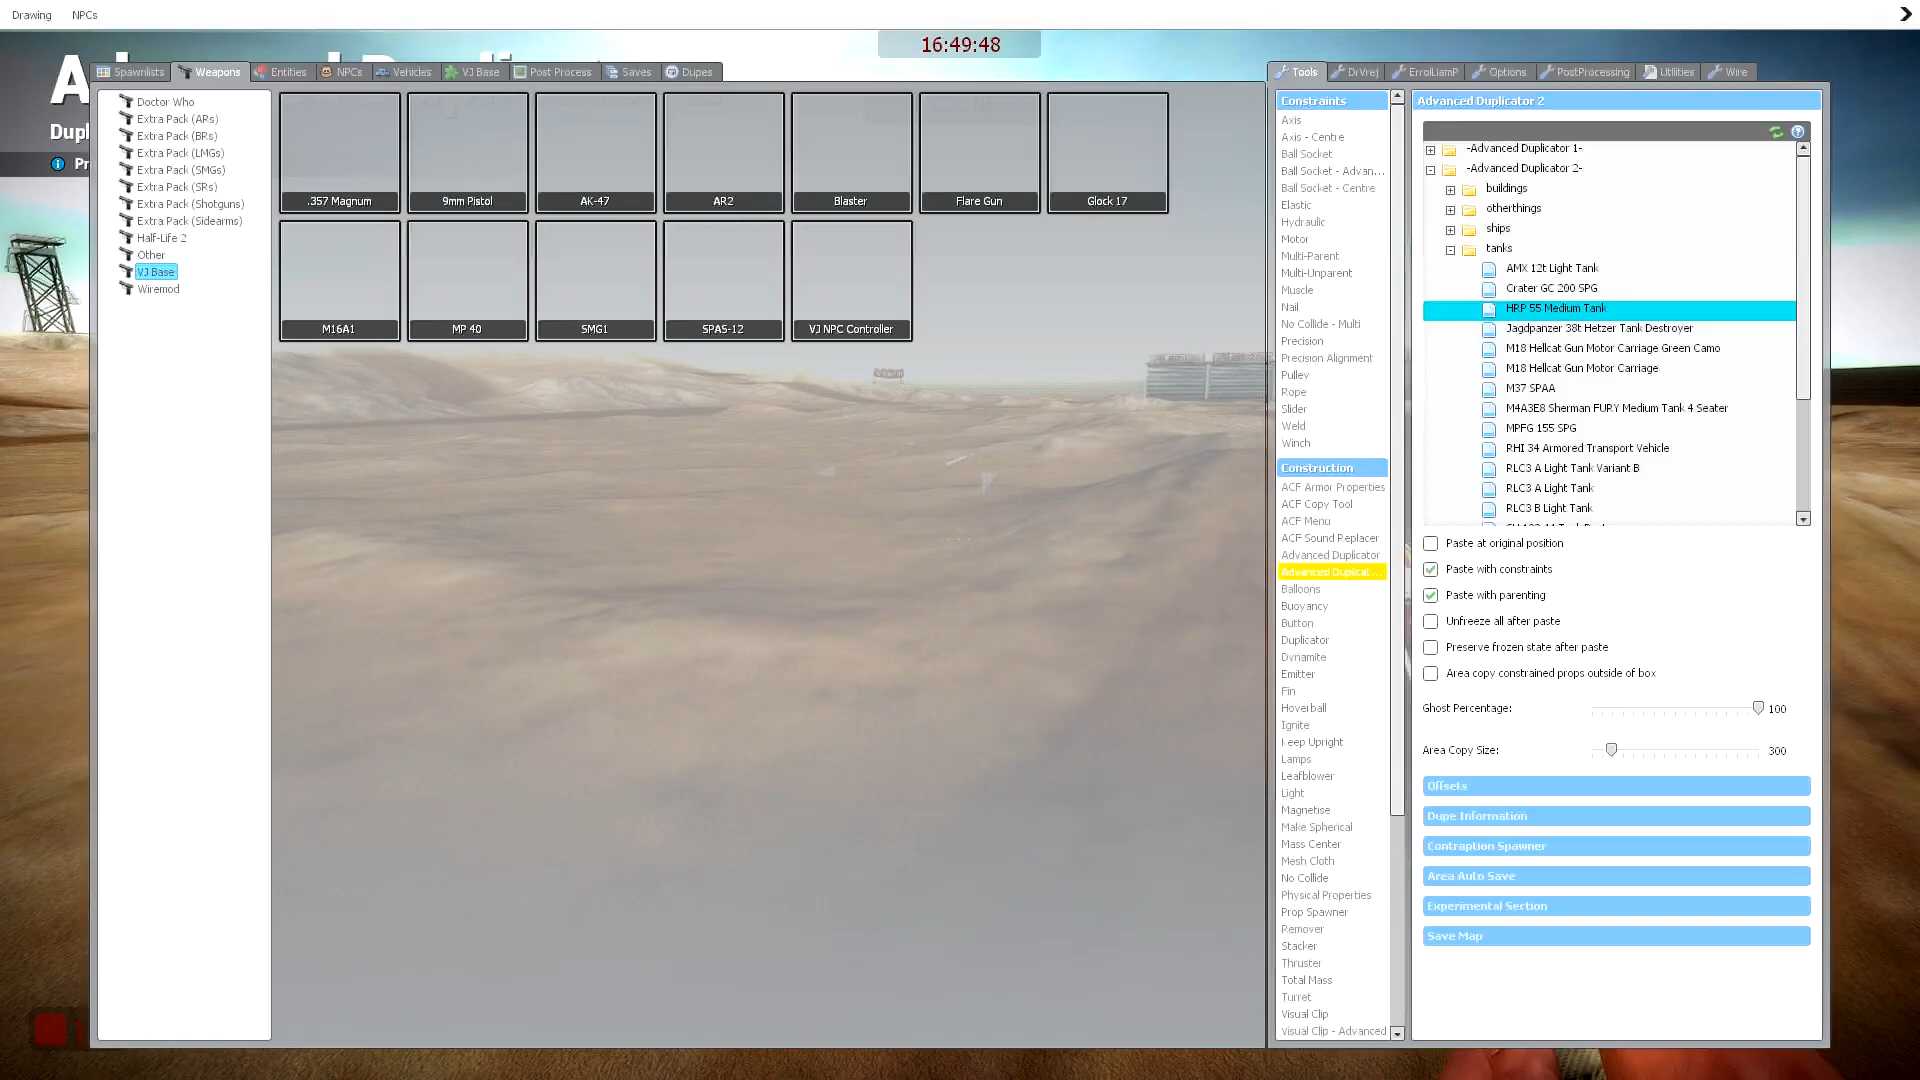 Drawing NPCs
16:49:48
Spawnlists Weapons Entities NPCs Vehicles VJ Base Post Process Saves Dupes
Tools DrVrej ErrolLiamP Options PostProcessing Utilities Wire
Doctor Who
Extra Pack (ARs)
Extra Pack (BRs)
Extra Pack (LMGs)
Extra Pack (SMGs)
Extra Pack (SRs)
Extra Pack (Shotguns)
Extra Pack (Sidearms)
Half-Life 2
Other
VJ Base
Wiremod
.357 Magnum 9mm Pistol AK-47 AR2 Blaster Flare Gun Glock 17
M16A1 MP 40 SMG1 SPAS-12 VJ NPC Controller
Constraints
Axis
Axis - Centre
Ball Socket
Ball Socket - Advan...
Ball Socket - Centre
Elastic
Hydraulic
Motor
Multi-Parent
Multi-Unparent
Muscle
Nail
No Collide - Multi
Precision
Precision Alignment
Pulley
Rope
Slider
Weld
Winch
Construction
ACF Armor Properties
ACF Copy Tool
ACF Menu
ACF Sound Replacer
Advanced Duplicator
Advanced Duplicat...
Balloons
Buoyancy
Button
Duplicator
Dynamite
Emitter
Fin
Hoverball
Ignite
Keep Upright
Lamps
Leafblower
Light
Magnetise
Make Spherical
Mass Center
Mesh Cloth
No Collide
Physical Properties
Prop Spawner
Remover
Stacker
Thruster
Total Mass
Turret
Visual Clip
Visual Clip - Advanced
Advanced Duplicator 2
-Advanced Duplicator 1-
-Advanced Duplicator 2-
buildings
otherthings
ships
tanks
AMX 12t Light Tank
Crater GC 200 SPG
HRP 55 Medium Tank
Jagdpanzer 38t Hetzer Tank Destroyer
M18 Hellcat Gun Motor Carriage Green Camo
M18 Hellcat Gun Motor Carriage
M37 SPAA
M4A3E8 Sherman FURY Medium Tank 4 Seater
MPFG 155 SPG
RHI 34 Armored Transport Vehicle
RLC3 A Light Tank Variant B
RLC3 A Light Tank
RLC3 B Light Tank
Paste at original position
Paste with constraints
Paste with parenting
Unfreeze all after paste
Preserve frozen state after paste
Area copy constrained props outside of box
Ghost Percentage: 100
Area Copy Size: 300
Offsets
Dupe Information
Contraption Spawner
Area Auto Save
Experimental Section
Save Map